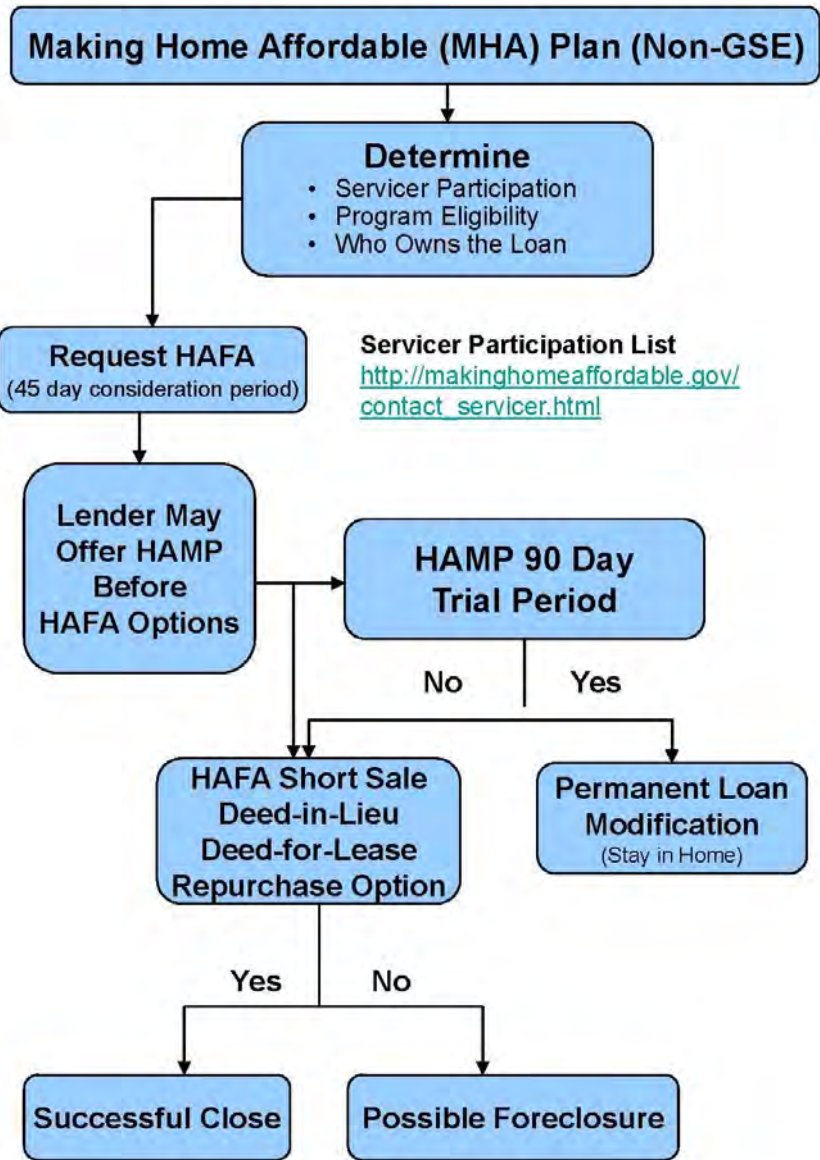 Making Home Affordable (MHA) Plan (Non-GSE)
Determine
• Servicer Participation
• Program Eligibility
• Who Owns the Loan
Request HAFA
(45 day consideration period)
Servicer Participation List
http://makinghomeaffordable.gov/
contact_servicer.html
Lender May
Offer HAMP
Before
HAFA Options
HAMP 90 Day
Trial Period
No Yes
HAFA Short Sale
Deed-in-Lieu
Deed-for-Lease
Repurchase Option
Permanent Loan
Modification
(Stay in Home)
Yes No
Successful Close
Possible Foreclosure